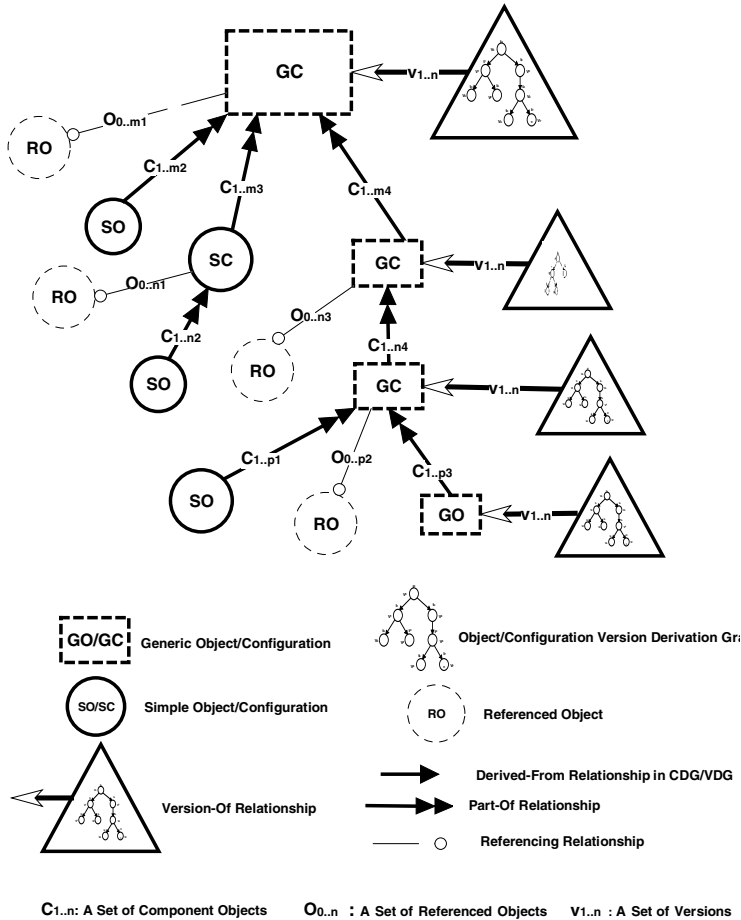 GC
V1..n
O0..m1
RO
C1..m2
C1..m3
C1..m4
SO
SC
GC
V1..n
RO
O0..n1
O0..n3
C1..n2
C1..n4
RO
SO
GC
V1..n
C1..p1
O0..p2
C1..p3
SO
RO
GO
V1..n
GO/GC Generic Object/Configuration
Object/Configuration Version Derivation Gra
SO/SC Simple Object/Configuration
RO Referenced Object
Version-Of Relationship
Derived-From Relationship in CDG/VDG
Part-Of Relationship
Referencing Relationship
C1..n: A Set of Component Objects O0..n : A Set of Referenced Objects V1..n : A Set of Versions